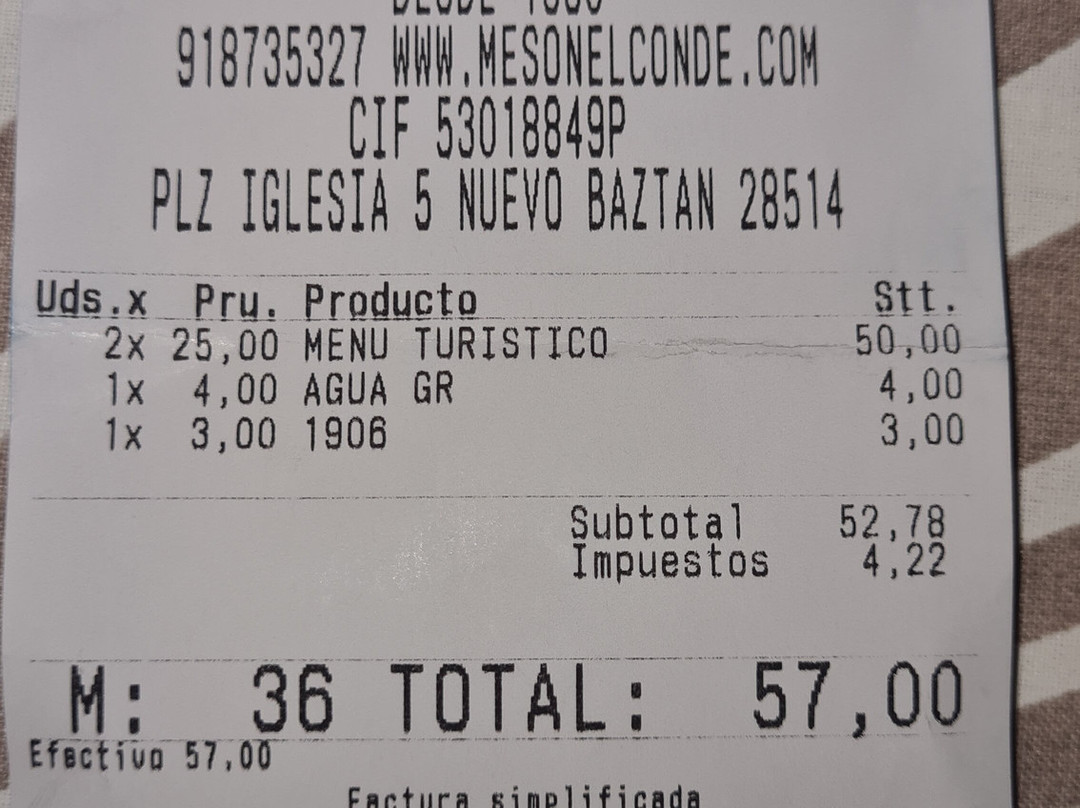 918735327 WWW.MESONELCONDE.COM
CIF 53018849P
PLZ IGLESIA 5 NUEVO BAZTAN 28514
Uds.x Pru. Producto Stt.
2x 25,00 MENU TURISTICO 50,00
1x 4,00 AGUA GR 4,00
1x 3,00 1906 3,00
Subtotal 52,78
Impuestos 4,22
M: 36 TOTAL: 57,00
Efectivo 57,00
Factura simplificada